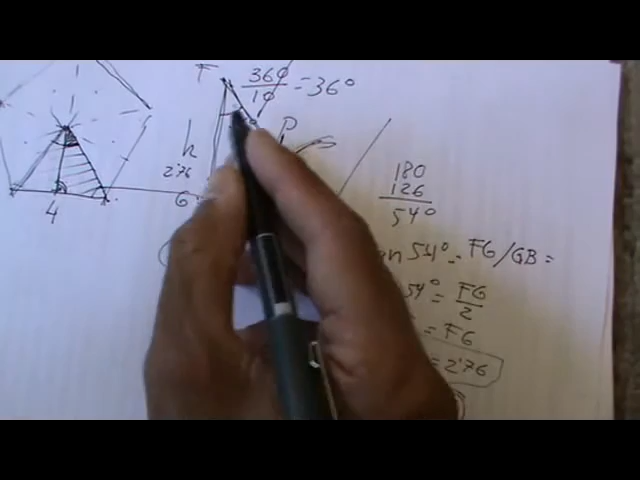 F 360/10 = 36°
h
2'76
P
4
6
180
126
54°
an 54° = FG/GB =
54° = FG/2
= FG
= 2'76